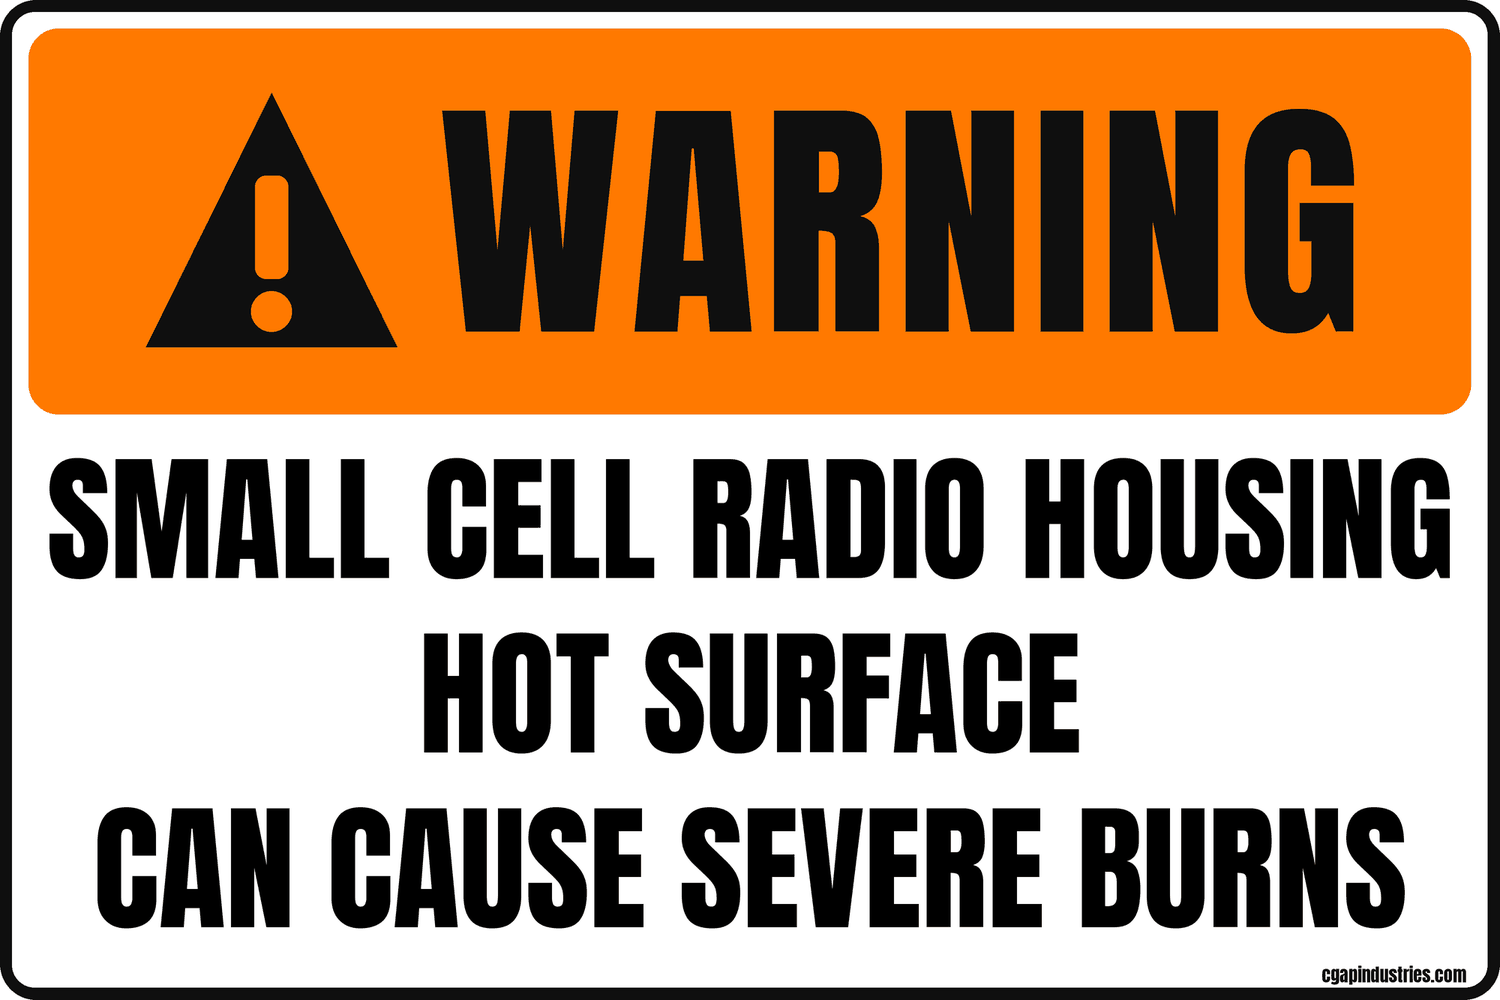 WARNING
SMALL CELL RADIO HOUSING
HOT SURFACE
CAN CAUSE SEVERE BURNS
cgapindustries.com